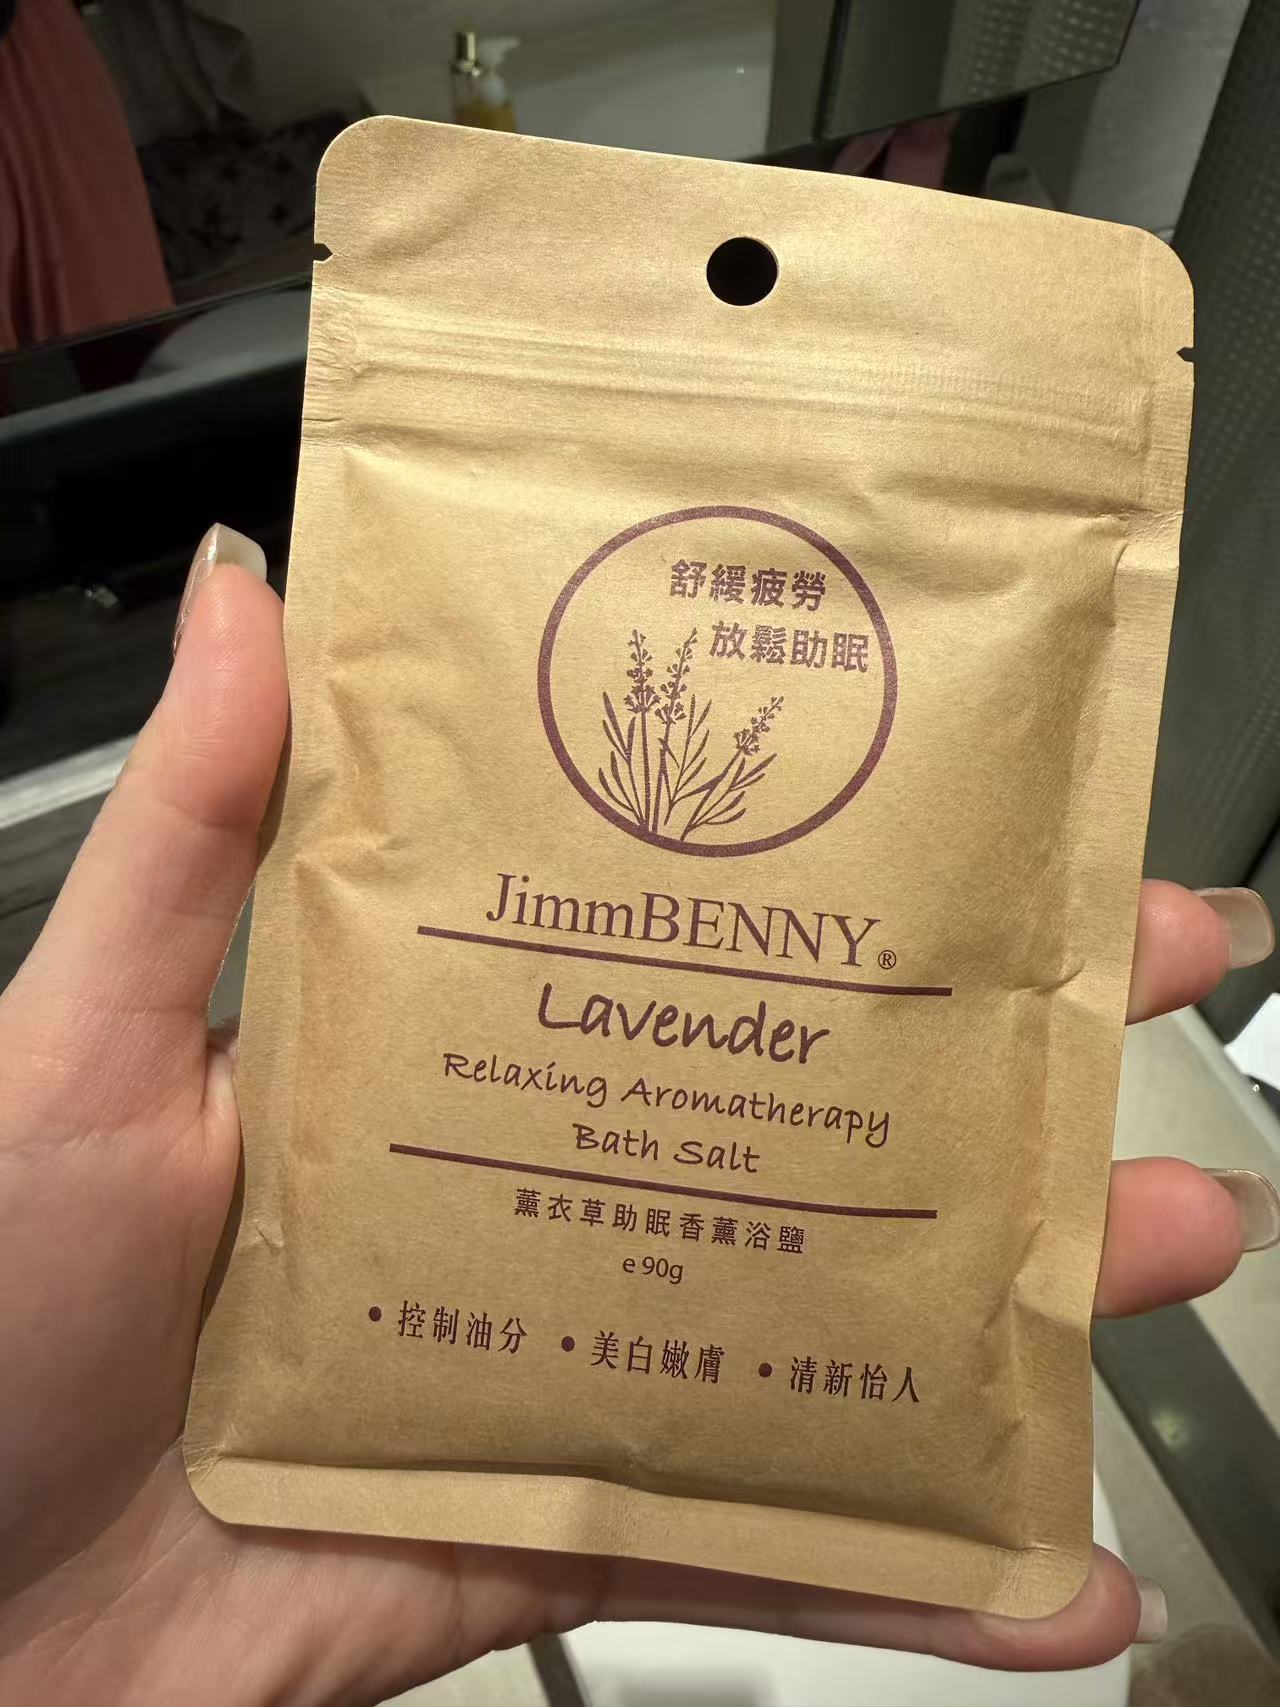 舒緩疲勞
放鬆助眠
JimmBENNY®
Lavender
Relaxing Aromatherapy
Bath Salt
薰衣草助眠香薰浴鹽
e 90g
• 控制油分 • 美白嫩膚 • 清新怡人